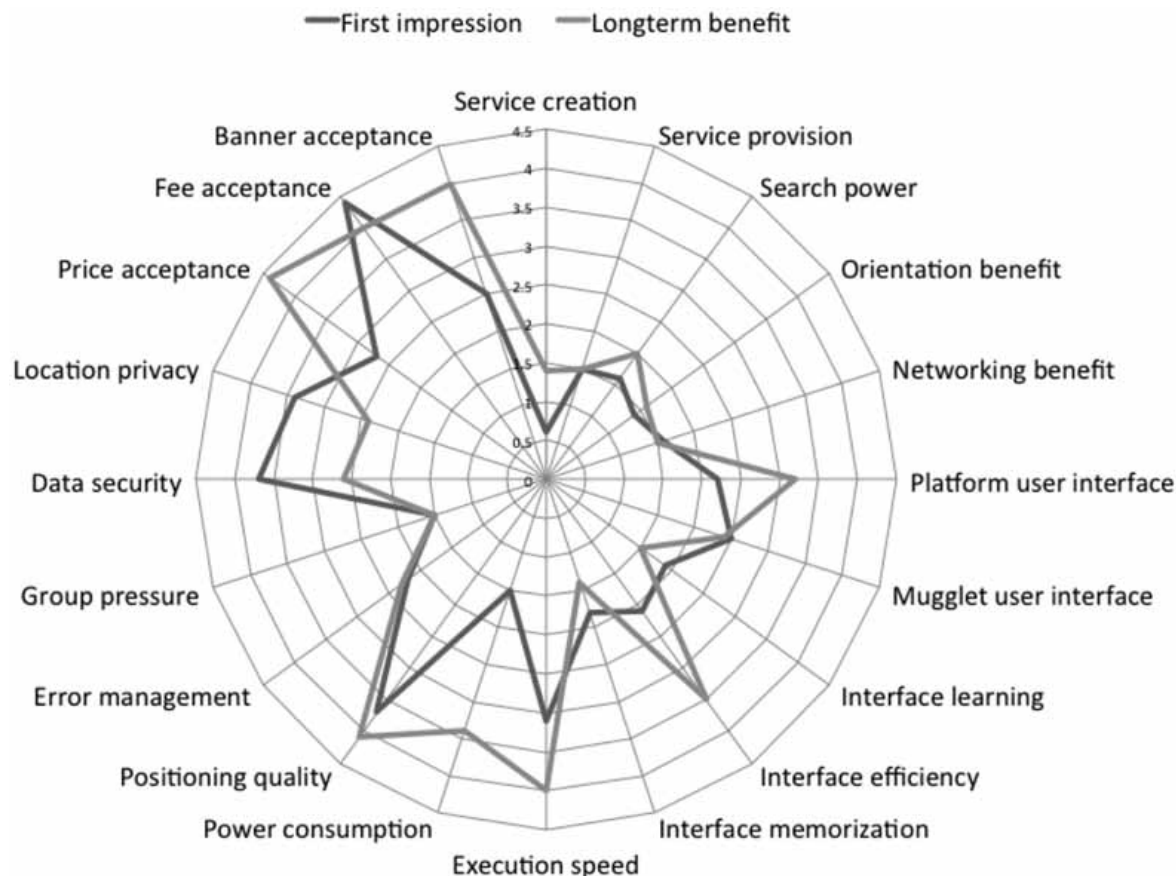 First impression Longterm benefit
Service creation
Banner acceptance
Service provision
Fee acceptance
Search power
Price acceptance
Orientation benefit
Location privacy
Networking benefit
Data security
Platform user interface
Group pressure
Mugglet user interface
Error management
Interface learning
Positioning quality
Interface efficiency
Power consumption
Interface memorization
Execution speed
4.5
4
3.5
3
2.5
2
1.5
1
0.5
0